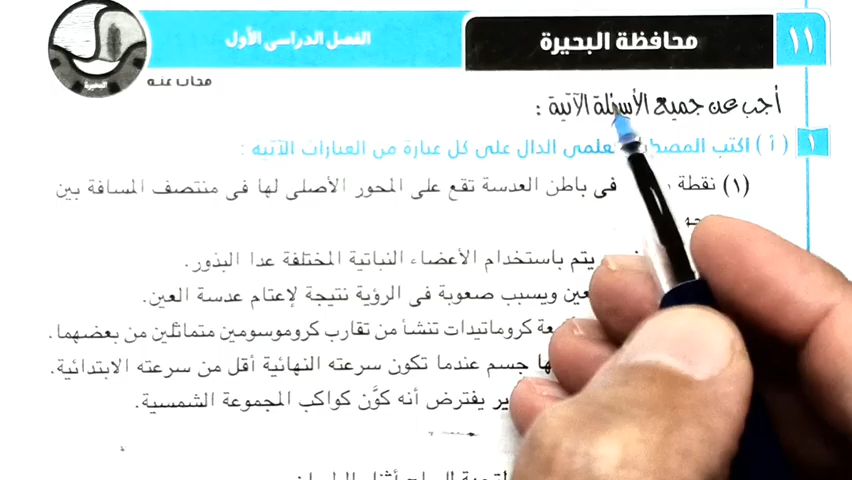 ١١ محافظة البحيرة الفصل الدراسى الأول
البحيرة
مجاب عنه
أجب عن جميع الأسئلة الآتية :
١ ( أ ) اكتب العلمى الدال على كل عبارة من العبارات الآتية :
(١) نقطة فى باطن العدسة تقع على المحور الأصلى لها فى منتصف المسافة بين
يتم باستخدام الأعضاء النباتية المختلفة عدا البذور.
العين ويسبب صعوبة فى الرؤية نتيجة لإعتام عدسة العين.
كروماتيدات تنشأ من تقارب كروموسومين متماثلين من بعضهما.
جسم عندما تكون سرعته النهائية أقل من سرعته الابتدائية.
يفترض أنه كوَّن كواكب المجموعة الشمسية.